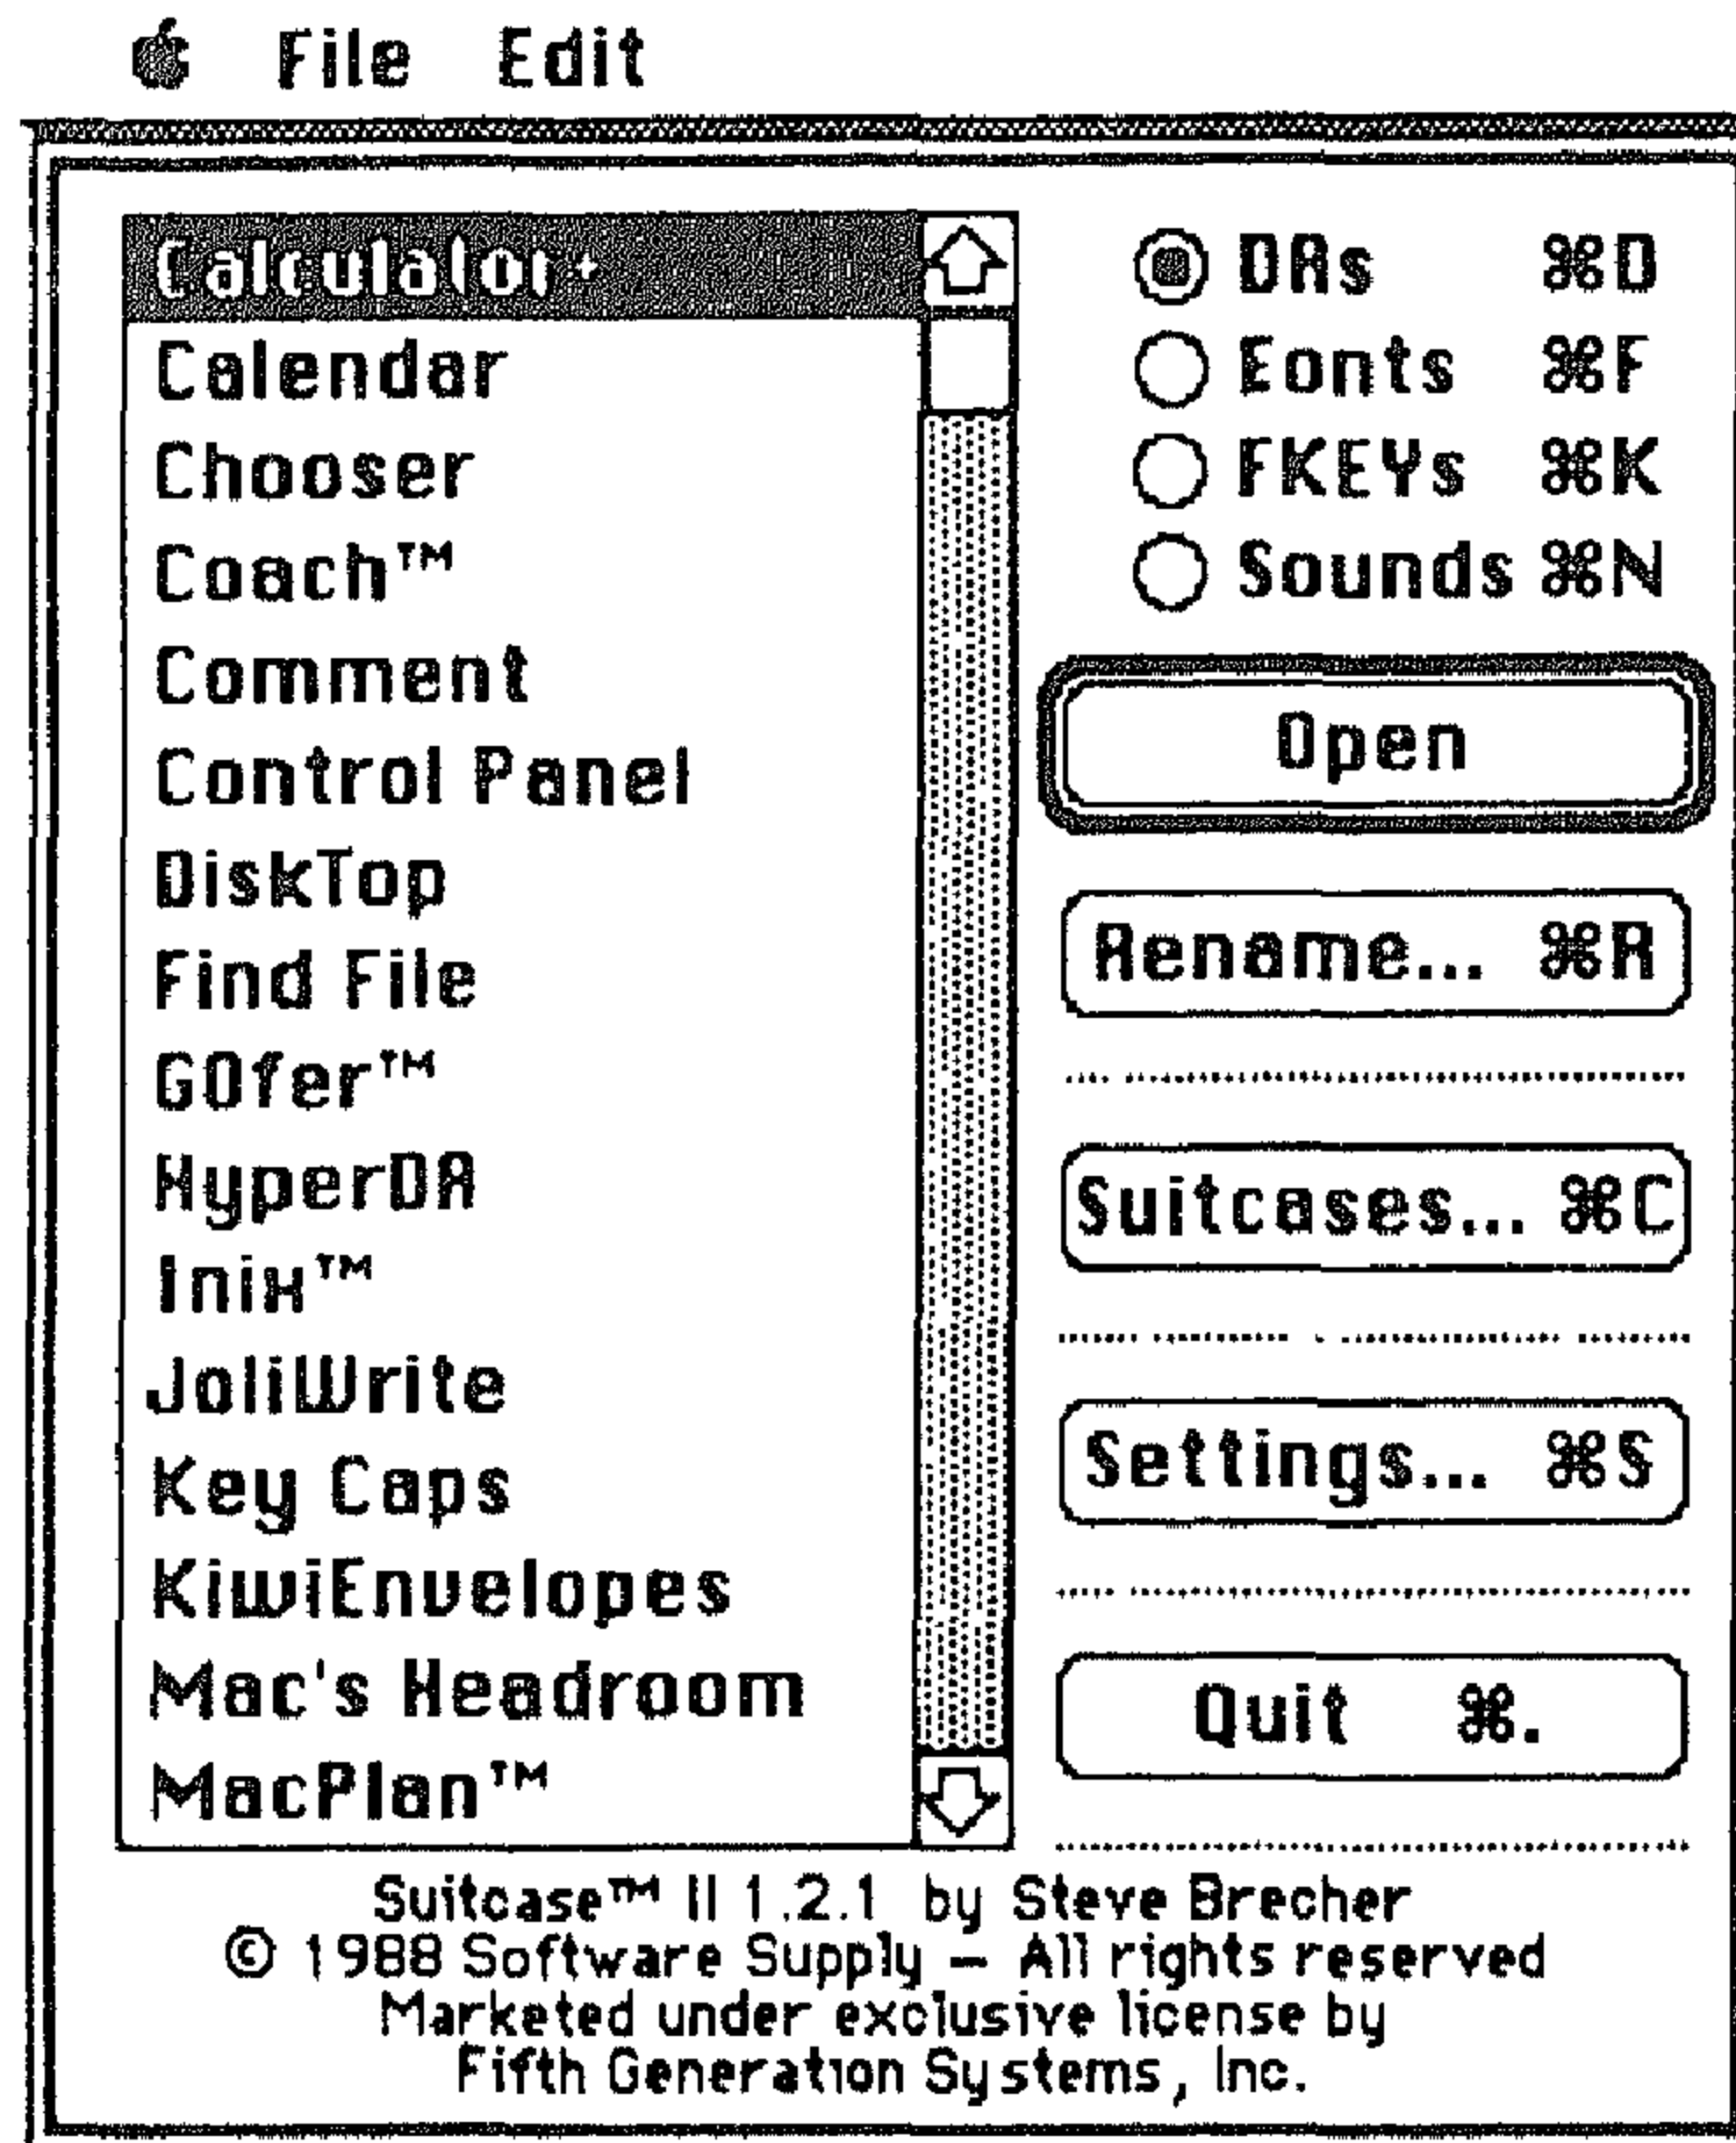 File Edit
Calculator+
Calendar
Chooser
Coach™
Comment
Control Panel
DiskTop
Find File
GOfer™
HyperDA
Inix™
JoliWrite
Key Caps
KiwiEnvelopes
Mac's Headroom
MacPlan™
DAs ⌘D
Fonts ⌘F
FKEYs ⌘K
Sounds ⌘N
Open
Rename... ⌘R
Suitcases... ⌘C
Settings... ⌘S
Quit ⌘.
Suitcase™ II 1.2.1 by Steve Brecher
© 1988 Software Supply – All rights reserved
Marketed under exclusive license by
Fifth Generation Systems, Inc.